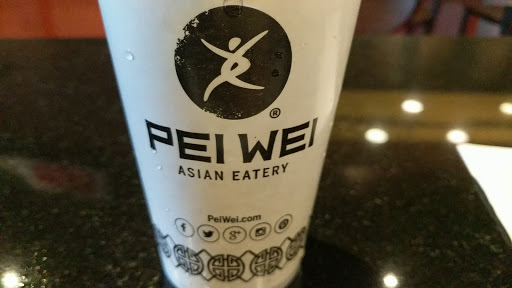 ®
PEI WEI
ASIAN EATERY
PeiWei.com
f g+